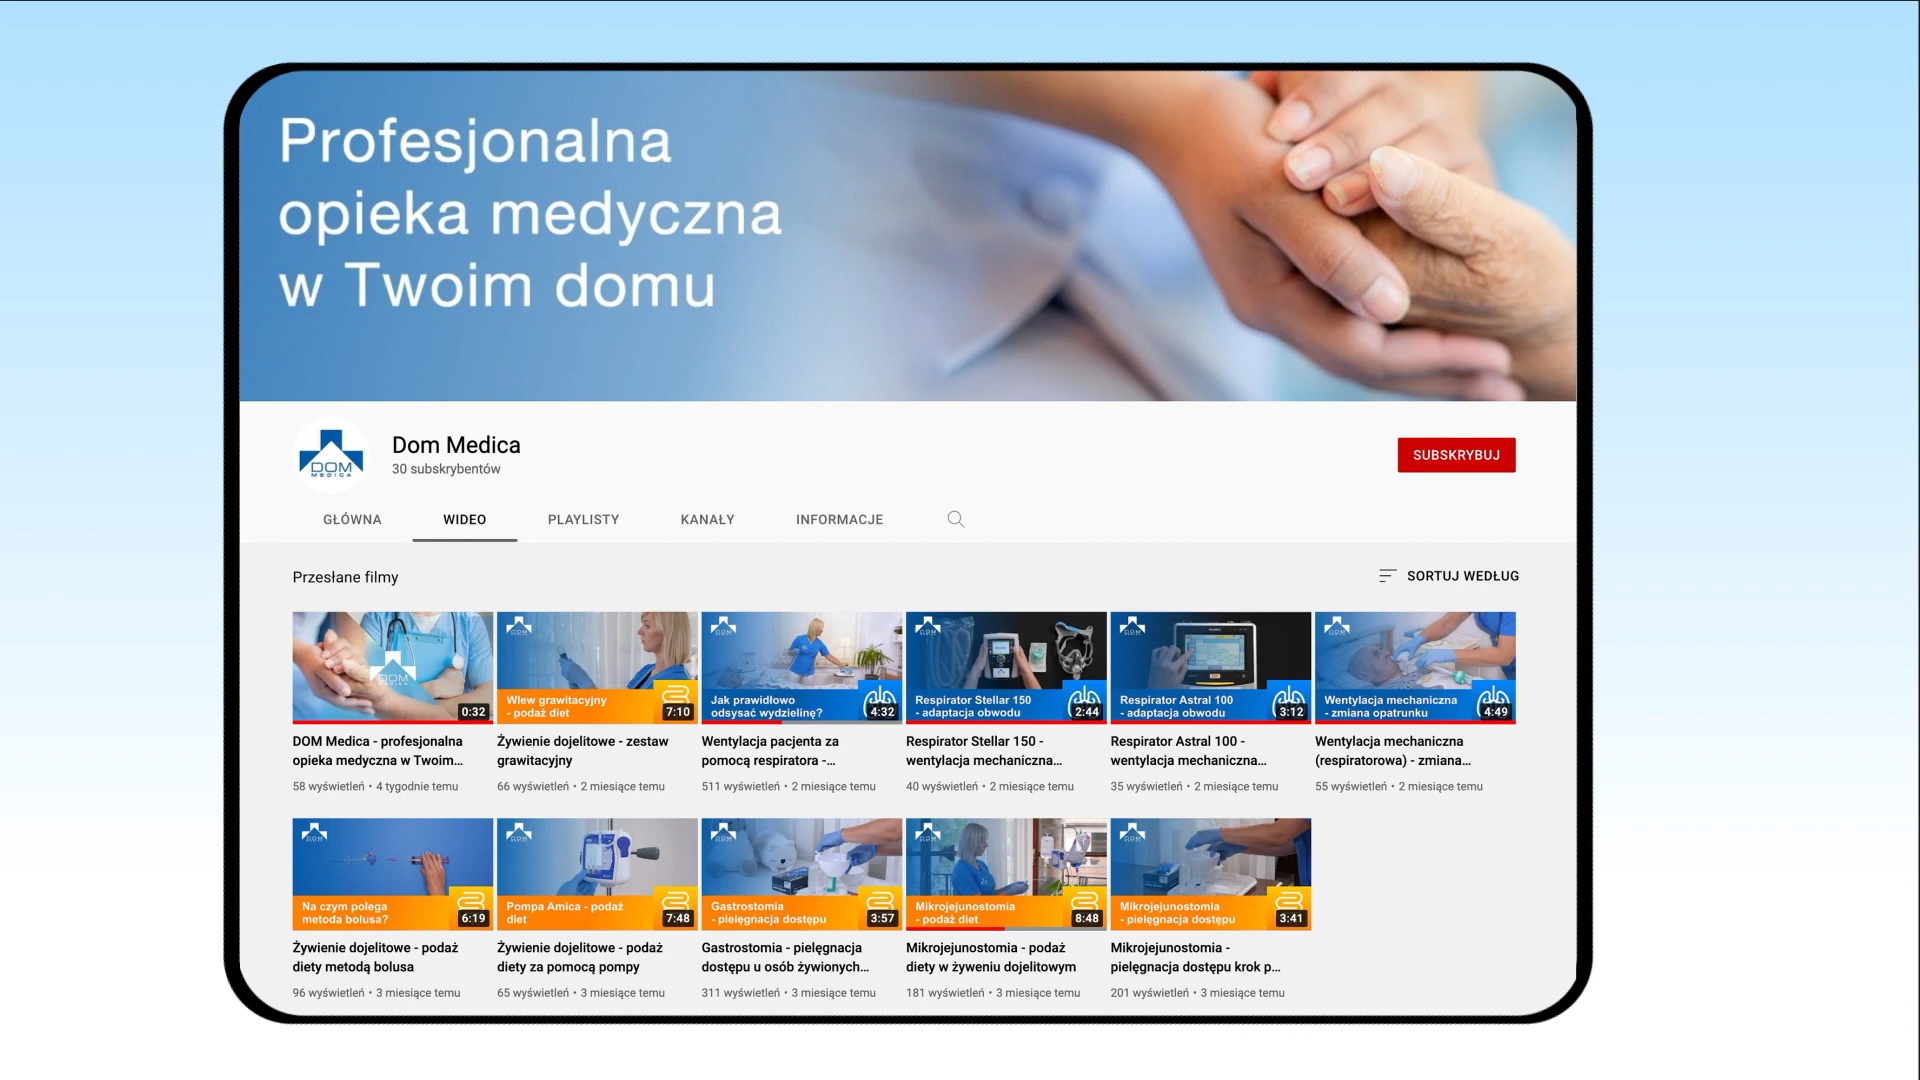 Profesjonalna
opieka medyczna
w Twoim domu
DOM
MEDICA
Dom Medica
30 subskrybentów
SUBSKRYBUJ
GŁÓWNA WIDEO PLAYLISTY KANAŁY INFORMACJE
Przesłane filmy
SORTUJ WEDŁUG
DOM
0:32
DOM Medica - profesjonalna
opieka medyczna w Twoim...
58 wyświetleń • 4 tygodnie temu
Wlew grawitacyjny
- podaż diet
7:10
Żywienie dojelitowe - zestaw
grawitacyjny
66 wyświetleń • 2 miesiące temu
Jak prawidłowo
odsysać wydzielinę?
4:32
Wentylacja pacjenta za
pomocą respiratora -...
511 wyświetleń • 2 miesiące temu
Respirator Stellar 150
- adaptacja obwodu
2:44
Respirator Stellar 150 -
wentylacja mechaniczna...
40 wyświetleń • 2 miesiące temu
Respirator Astral 100
- adaptacja obwodu
3:12
Respirator Astral 100 -
wentylacja mechaniczna...
35 wyświetleń • 2 miesiące temu
Wentylacja mechaniczna
- zmiana opatrunku
4:49
Wentylacja mechaniczna
(respiratorowa) - zmiana...
55 wyświetleń • 2 miesiące temu
Na czym polega
metoda bolusa?
6:19
Żywienie dojelitowe - podaż
diety metodą bolusa
96 wyświetleń • 3 miesiące temu
Pompa Amica - podaż
diet
7:48
Żywienie dojelitowe - podaż
diety za pomocą pompy
65 wyświetleń • 3 miesiące temu
Gastrostomia
- pielęgnacja dostępu
3:57
Gastrostomia - pielęgnacja
dostępu u osób żywionych...
311 wyświetleń • 3 miesiące temu
Mikrojejunostomia
- podaż diet
8:48
Mikrojejunostomia - podaż
diety w żyweniu dojelitowym
181 wyświetleń • 3 miesiące temu
Mikrojejunostomia
- pielęgnacja dostępu
3:41
Mikrojejunostomia -
pielęgnacja dostępu krok p...
201 wyświetleń • 3 miesiące temu